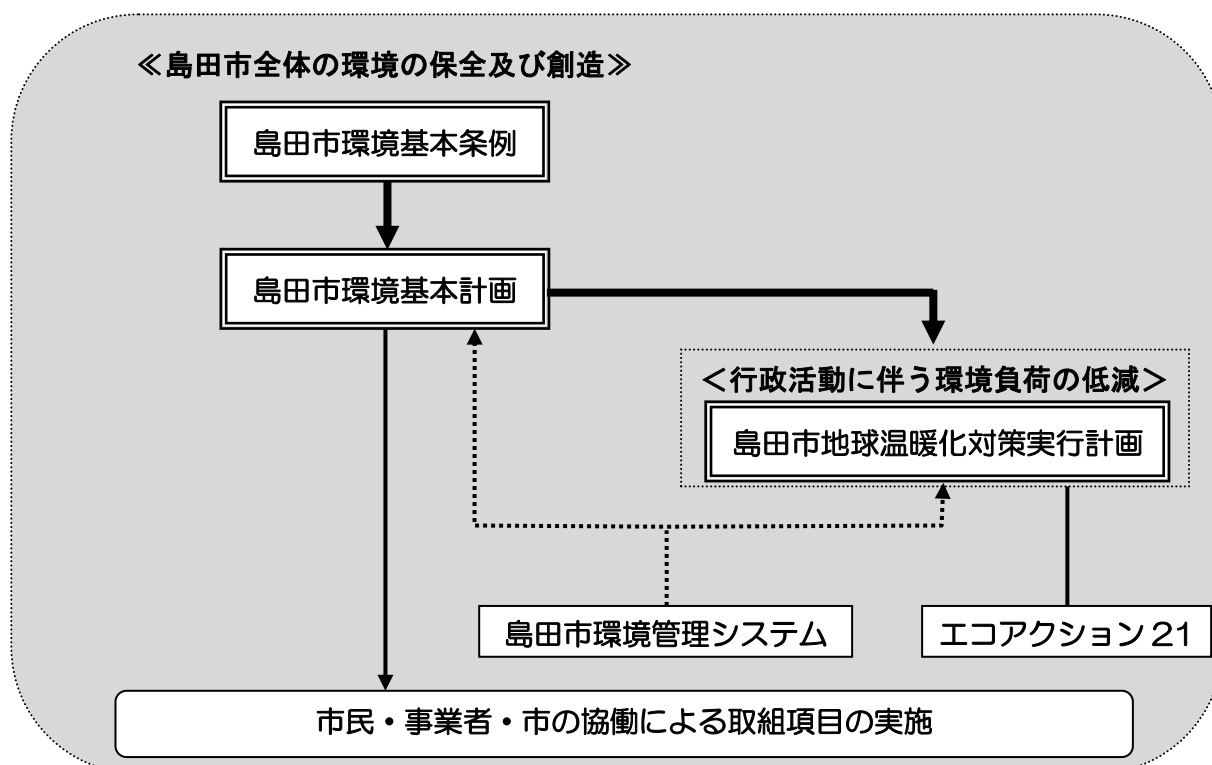 ≪島田市全体の環境の保全及び創造≫
島田市環境基本条例
島田市環境基本計画
＜行政活動に伴う環境負荷の低減＞
島田市地球温暖化対策実行計画
島田市環境管理システム
エコアクション21
市民・事業者・市の協働による取組項目の実施